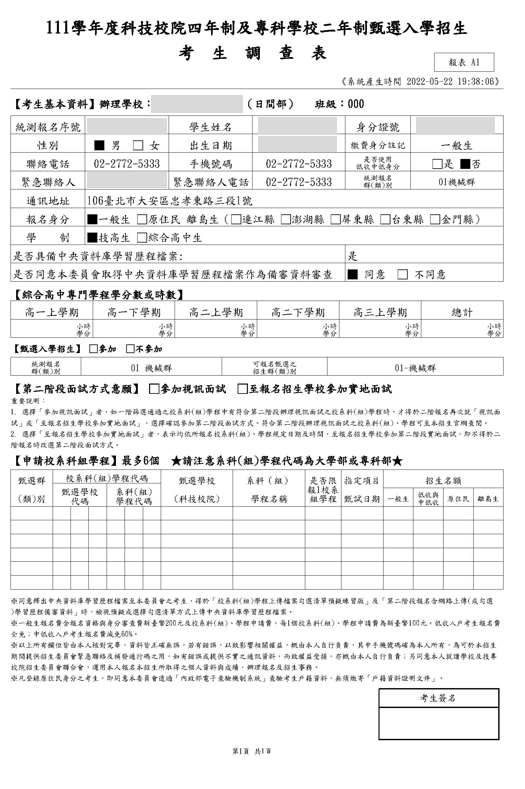 111學年度科技校院四年制及專科學校二年制甄選入學招生
考 生 調 查 表
報表 A1
《系統產生時間 2022-05-22 19:38:06》
【考生基本資料】辦理學校： （日間部） 班級：000
統測報名序號 學生姓名 身分證號
性別 ■ 男 □ 女 出生日期 繳費身分註記 一般生
聯絡電話 02-2772-5333 手機號碼 02-2772-5333 是否使用低收中低身分 □是 ■否
緊急聯絡人 緊急聯絡人電話 02-2772-5333 統測報名群(類)別 01機械群
通訊地址 106臺北市大安區忠孝東路三段1號
報名身分 ■一般生 □原住民 離島生（□連江縣 □澎湖縣 □屏東縣 □台東縣 □金門縣）
學 制 ■技高生 □綜合高中生
是否具備中央資料庫學習歷程檔案： 是
是否同意本委員會取得中央資料庫學習歷程檔案作為備審資料審查 ■ 同意 □ 不同意
【綜合高中專門學程學分數或時數】
高一上學期 高一下學期 高二上學期 高二下學期 高三上學期 總計
小時 小時 小時 小時 小時 小時
學分 學分 學分 學分 學分 學分
【甄選入學招生】 □參加 □不參加
統測報名群(類)別 01 機械群 可報名甄選之招生群(類)別 01-機械群
【第二階段面試方式意願】 □參加視訊面試 □至報名招生學校參加實地面試
重要說明：
1. 選擇「參加視訊面試」者，如一階篩選通過之校系科(組)學程中有符合第二階段辦理視訊面試之校系科(組)學程時，才得於二階報名再次說「視訊面
試」或「至報名招生學校參加實地面試」，選擇確認參加第二階段面試方式。符合第二階段辦理視訊面試之校系科(組)、學程可至本招生官網查閱。
2. 選擇「至報名招生學校參加實地面試」者，表示均依所報名校系科(組)、學程規定日期及時間，至報名招生學校參加第二階段實地面試，即不得於二
階報名時改選第二階段面試方式。
【申請校系科組學程】最多6個 ★請注意系科(組)學程代碼為大學部或專科部★
甄選群(類)別 校系科(組)學程代碼 甄選學校(科技校院) 系科（組）學程名稱 是否限報1校系組學程 指定項目甄試日期 招生名額
甄選學校代碼 系科(組)學程代碼 一般生 低收與中低收 原住民 離島生
※同意釋出中央資料庫學習歷程檔案至本委員會之考生，得於「校系科(組)學程上傳檔案勾選清單預擬練習版」及「第二階段報名含網路上傳(或勾選
)學習歷程備審資料」時，檢視預擬或選擇勾選清單方式上傳中央資料庫學習歷程檔案。
※一般生報名費含報名資格與身分審查費新臺幣200元及校系科(組)、學程申請費，每1個校系科(組)、學程申請費為新臺幣100元。低收入戶考生報名費
全免；中低收入戶考生報名費減免60%。
※以上所有欄位皆由本人核對完畢，資料皆正確無誤，若有錯誤，以致影響相關權益，概由本人自行負責，其中手機號碼確為本人所有，為可於本招生
期間提供招生委員會緊急聯絡及補發通行碼之用，如有錯誤或提供不實之通訊資料，而致權益受損，亦概由本人自行負責；另同意本人就讀學校及技專
校院招生委員會聯合會，運用本人報名本招生所取得之個人資料與成績，辦理報名及招生事務。
※凡登錄原住民身分之考生，即同意本委員會透過「內政部電子查驗機制系統」查驗考生戶籍資料，無須繳寄「戶籍資料證明文件」。
考生簽名
第1頁 共1頁